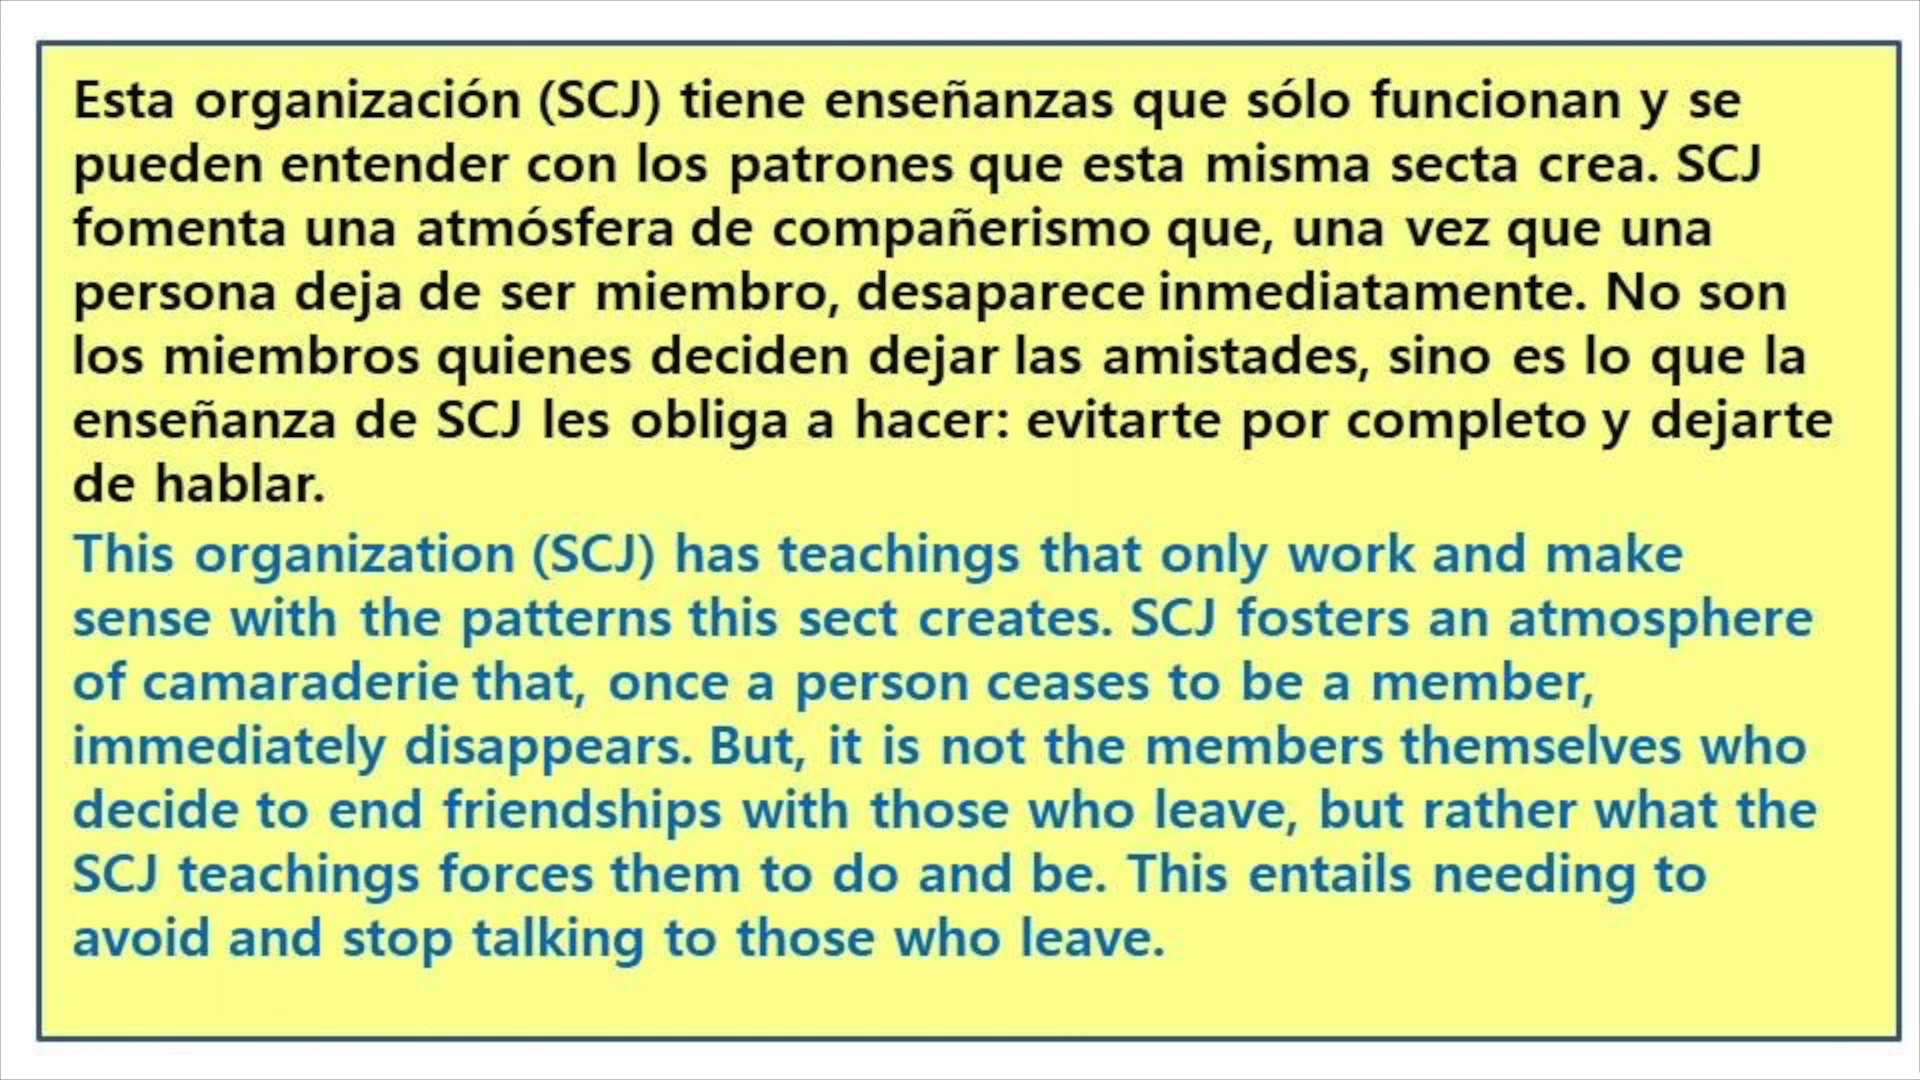 Esta organización (SCJ) tiene enseñanzas que sólo funcionan y se
pueden entender con los patrones que esta misma secta crea. SCJ
fomenta una atmósfera de compañerismo que, una vez que una
persona deja de ser miembro, desaparece inmediatamente. No son
los miembros quienes deciden dejar las amistades, sino es lo que la
enseñanza de SCJ les obliga a hacer: evitarte por completo y dejarte
de hablar.
This organization (SCJ) has teachings that only work and make
sense with the patterns this sect creates. SCJ fosters an atmosphere
of camaraderie that, once a person ceases to be a member,
immediately disappears. But, it is not the members themselves who
decide to end friendships with those who leave, but rather what the
SCJ teachings forces them to do and be. This entails needing to
avoid and stop talking to those who leave.